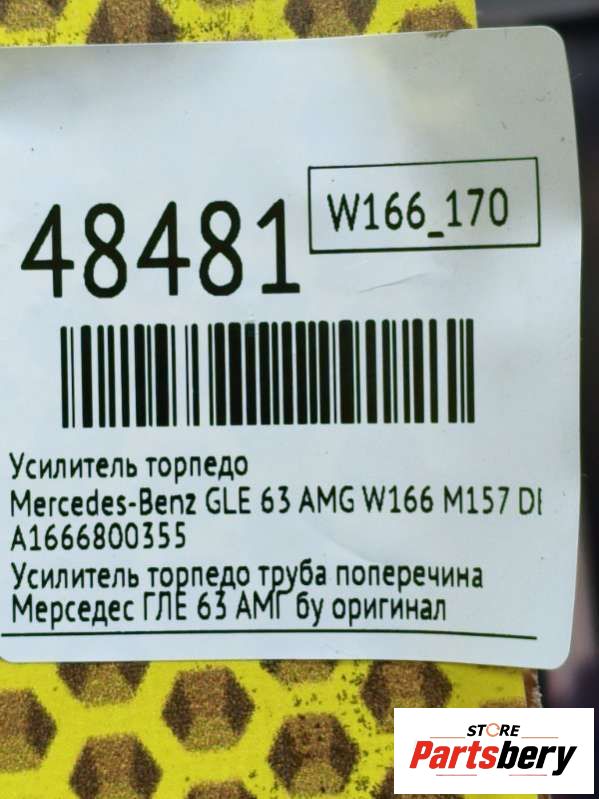 48481
W166_170
Усилитель торпедо
Mercedes-Benz GLE 63 AMG W166 M157 DE
A1666800355
Усилитель торпедо труба поперечина
Мерседес ГЛЕ 63 АМГ бу оригинал
STORE
Partsbery